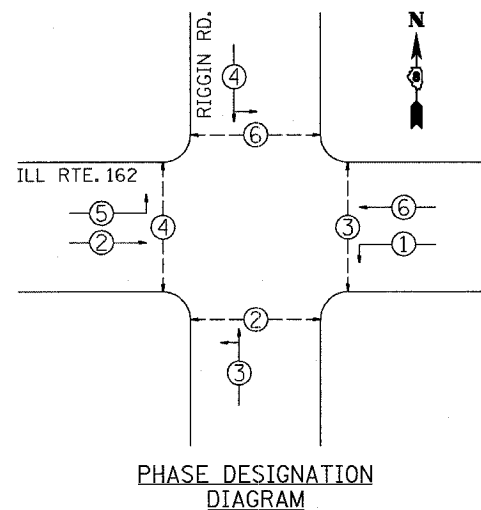 N
RIGGIN RD.
④
⑥
ILL RTE. 162
⑤
②
④
③
⑥
①
②
③
PHASE DESIGNATION
DIAGRAM